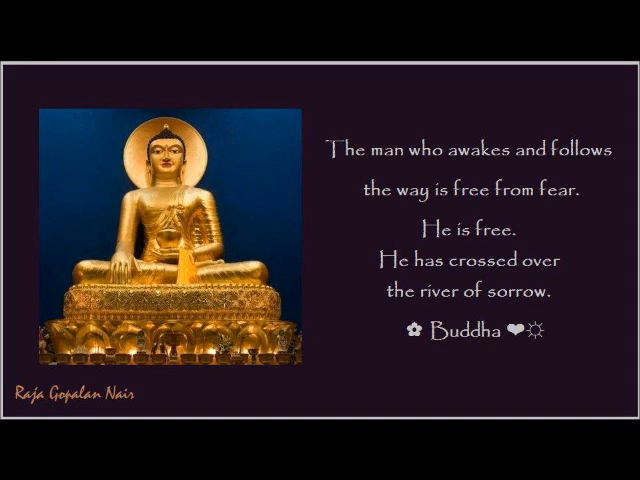 The man who awakes and follows
the way is free from fear.
He is free.
He has crossed over
the river of sorrow.
✿ Buddha ❤☼
Raja Gopalan Nair